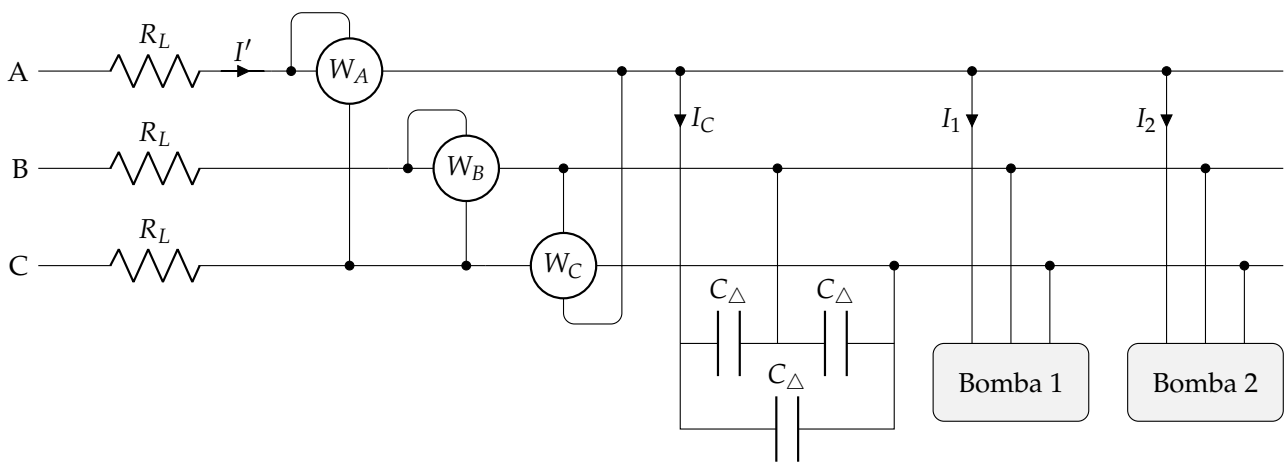 A
R_L
I′
W_A
I_C
I_1
I_2
B
R_L
W_B
C
R_L
W_C
C_△
C_△
C_△
Bomba 1
Bomba 2